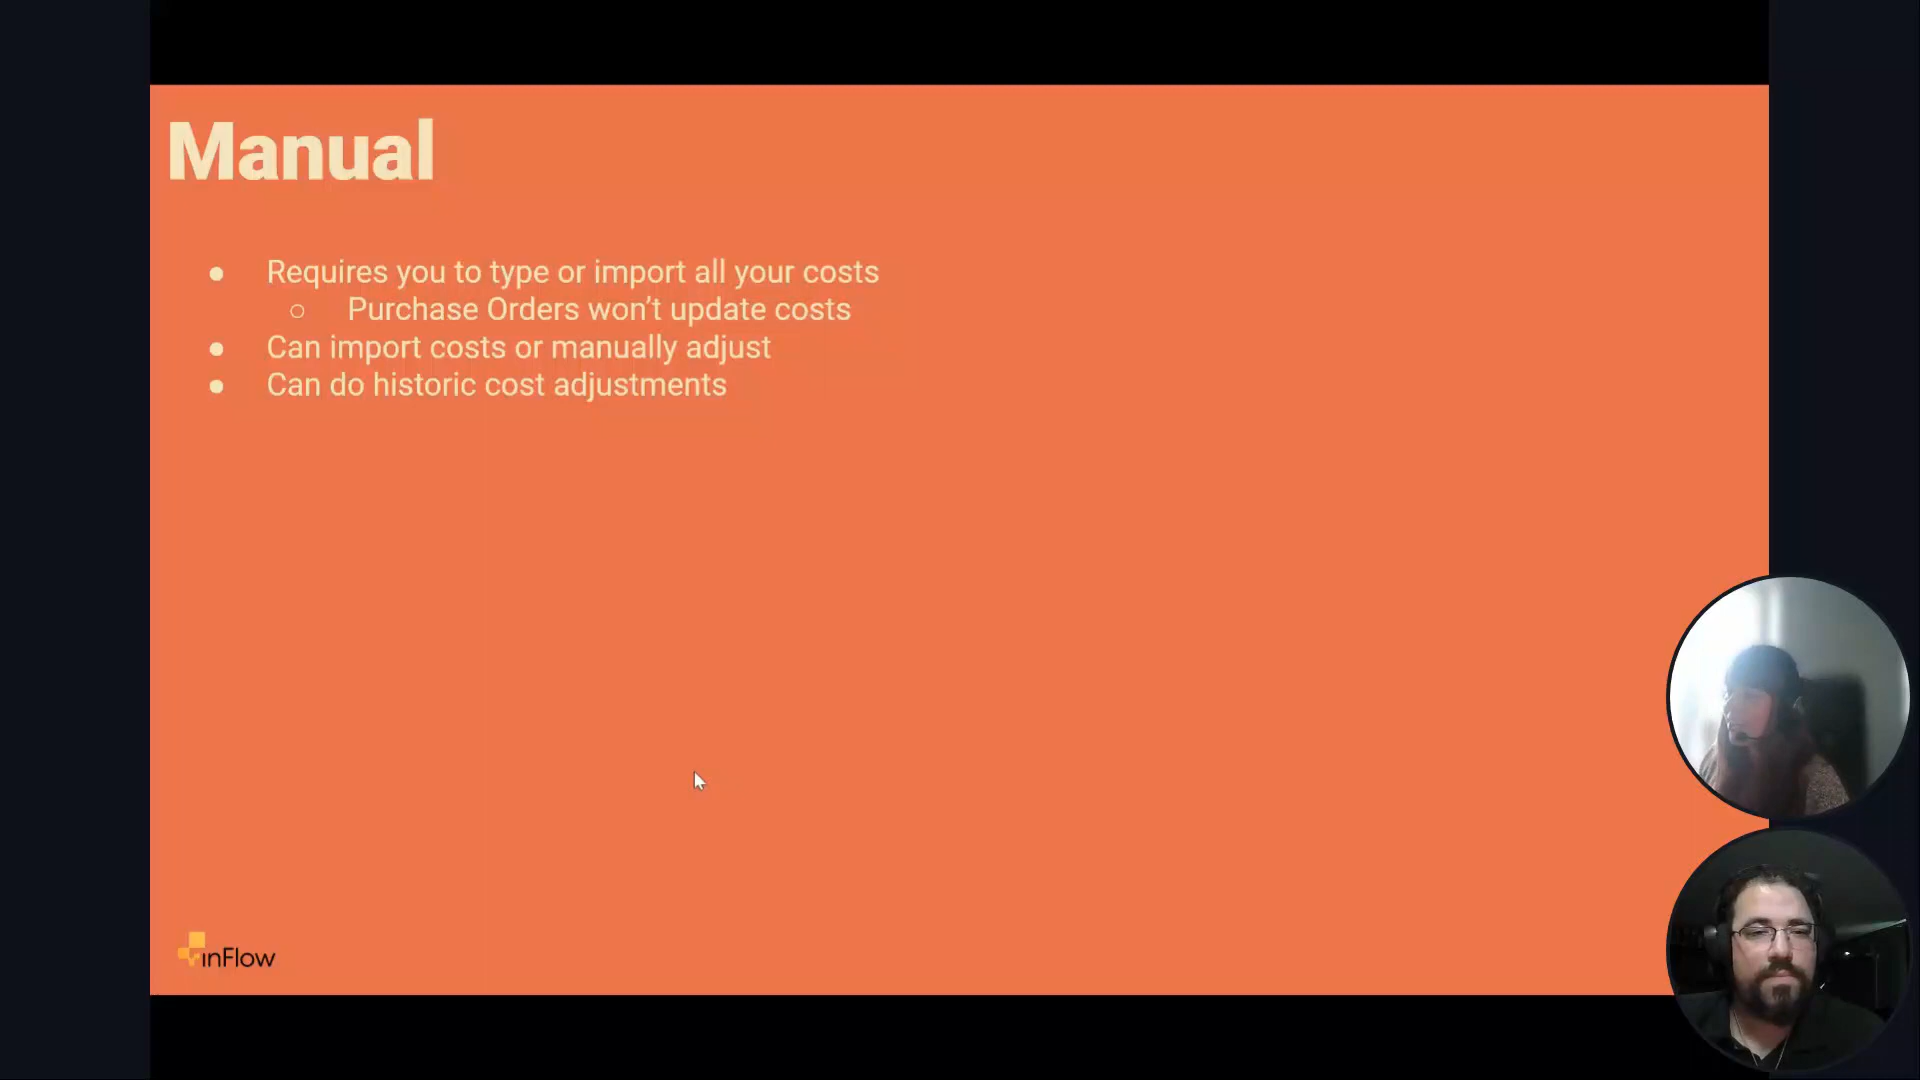 Manual
● Requires you to type or import all your costs
○ Purchase Orders won't update costs
● Can import costs or manually adjust
● Can do historic cost adjustments
inFlow